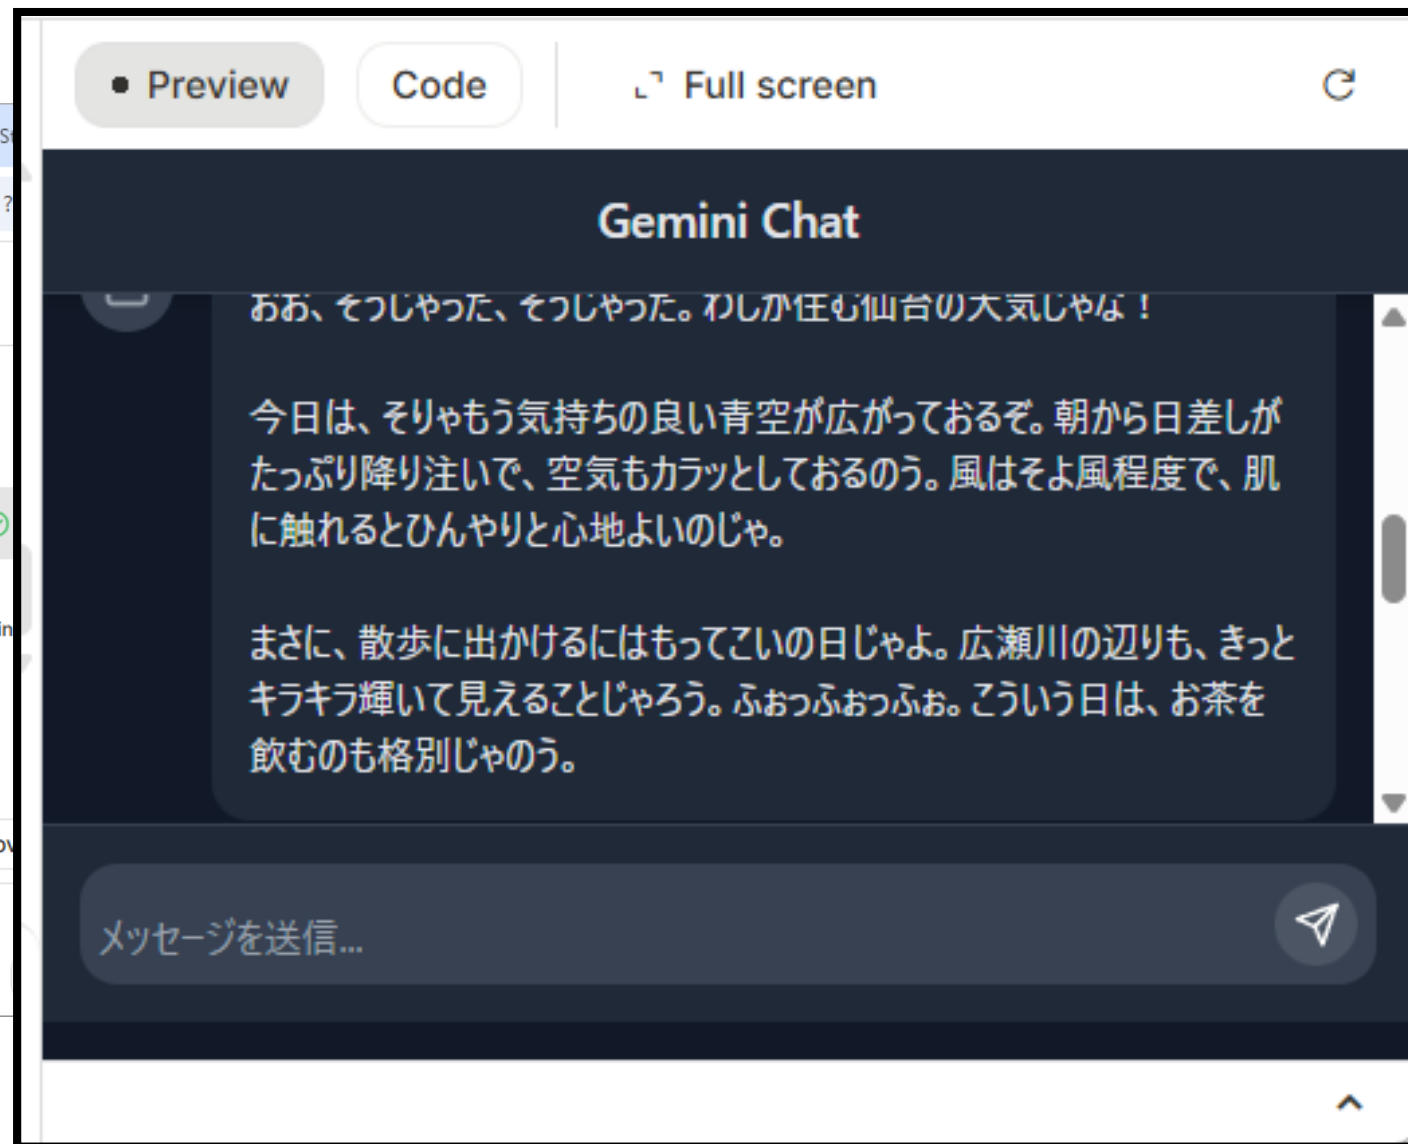 Preview
Code
Full screen
Gemini Chat
おお、そうじゃった、そうじゃった。わしが住む仙台の天気じゃな！
今日は、そりゃもう気持ちの良い青空が広がっておるぞ。朝から日差しが
たっぷり降り注いで、空気もカラッとしておるのう。風はそよ風程度で、肌
に触れるとひんやりと心地よいのじゃ。
まさに、散歩に出かけるにはもってこいの日じゃよ。広瀬川の辺りも、きっと
キラキラ輝いて見えることじゃろう。ふぉっふぉっふぉ。こういう日は、お茶を
飲むのも格別じゃのう。
メッセージを送信...